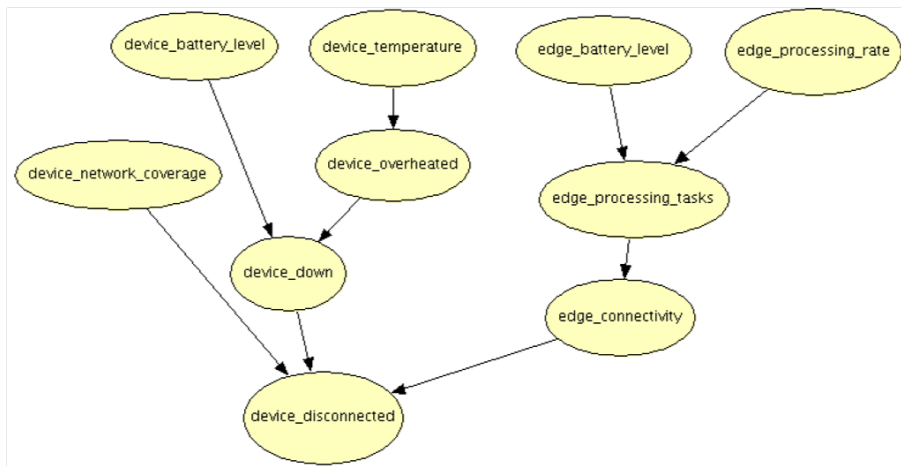 device_battery_level
device_temperature
edge_battery_level
edge_processing_rate
device_network_coverage
device_overheated
edge_processing_tasks
device_down
edge_connectivity
device_disconnected